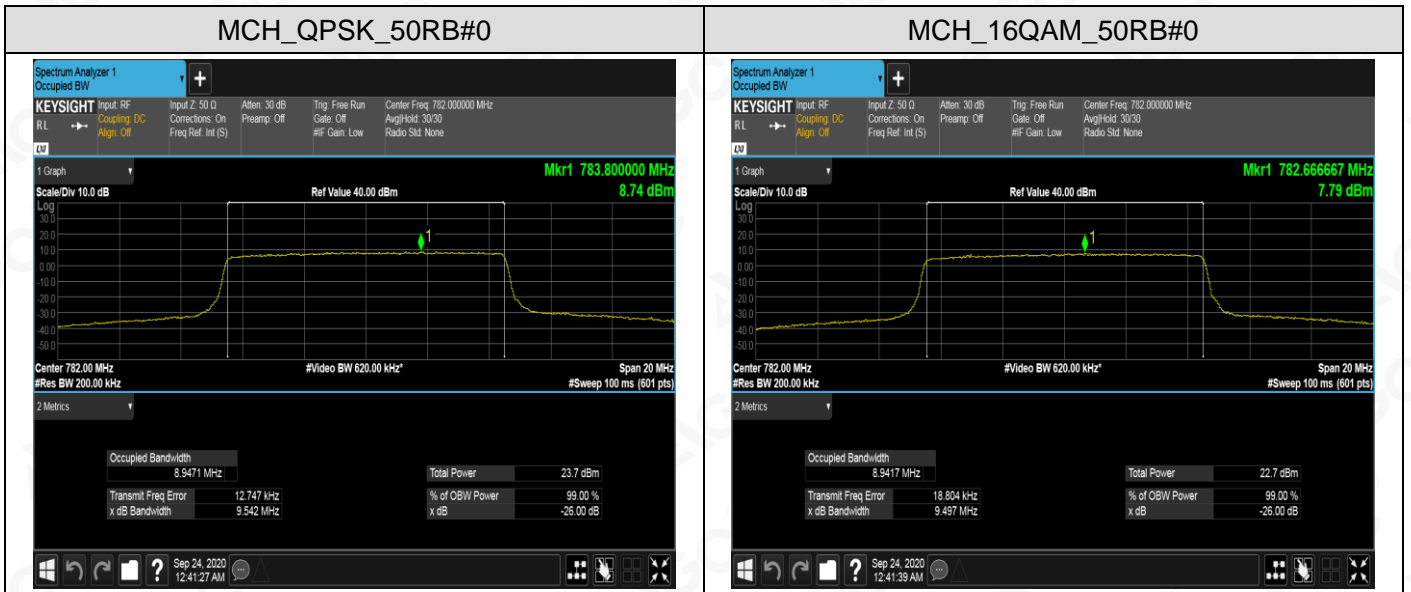 MCH_QPSK_50RB#0
Spectrum Analyzer 1
Occupied BW
+
KEYSIGHT
RL
LXI
Input: RF
Coupling: DC
Align: Off
Input Z: 50 Ω
Corrections: On
Freq Ref: Int (S)
Atten: 30 dB
Preamp: Off
Trig: Free Run
Gate: Off
#IF Gain: Low
Center Freq: 782.000000 MHz
Avg|Hold: 30/30
Radio Std: None
1 Graph
Mkr1 783.800000 MHz
Scale/Div 10.0 dB
Ref Value 40.00 dBm
8.74 dBm
Log
30.0
20.0
10.0
0.00
-10.0
-20.0
-30.0
-40.0
-50.0
1
Center 782.00 MHz
#Video BW 620.00 kHz*
Span 20 MHz
#Res BW 200.00 kHz
#Sweep 100 ms (601 pts)
2 Metrics
Occupied Bandwidth
8.9471 MHz
Total Power 23.7 dBm
Transmit Freq Error 12.747 kHz
% of OBW Power 99.00 %
x dB Bandwidth 9.542 MHz
x dB -26.00 dB
?
Sep 24, 2020
12:41:27 AM
MCH_16QAM_50RB#0
Spectrum Analyzer 1
Occupied BW
+
KEYSIGHT
RL
LXI
Input: RF
Coupling: DC
Align: Off
Input Z: 50 Ω
Corrections: On
Freq Ref: Int (S)
Atten: 30 dB
Preamp: Off
Trig: Free Run
Gate: Off
#IF Gain: Low
Center Freq: 782.000000 MHz
Avg|Hold: 30/30
Radio Std: None
1 Graph
Mkr1 782.666667 MHz
Scale/Div 10.0 dB
Ref Value 40.00 dBm
7.79 dBm
Log
30.0
20.0
10.0
0.00
-10.0
-20.0
-30.0
-40.0
-50.0
1
Center 782.00 MHz
#Video BW 620.00 kHz*
Span 20 MHz
#Res BW 200.00 kHz
#Sweep 100 ms (601 pts)
2 Metrics
Occupied Bandwidth
8.9417 MHz
Total Power 22.7 dBm
Transmit Freq Error 18.804 kHz
% of OBW Power 99.00 %
x dB Bandwidth 9.497 MHz
x dB -26.00 dB
?
Sep 24, 2020
12:41:39 AM